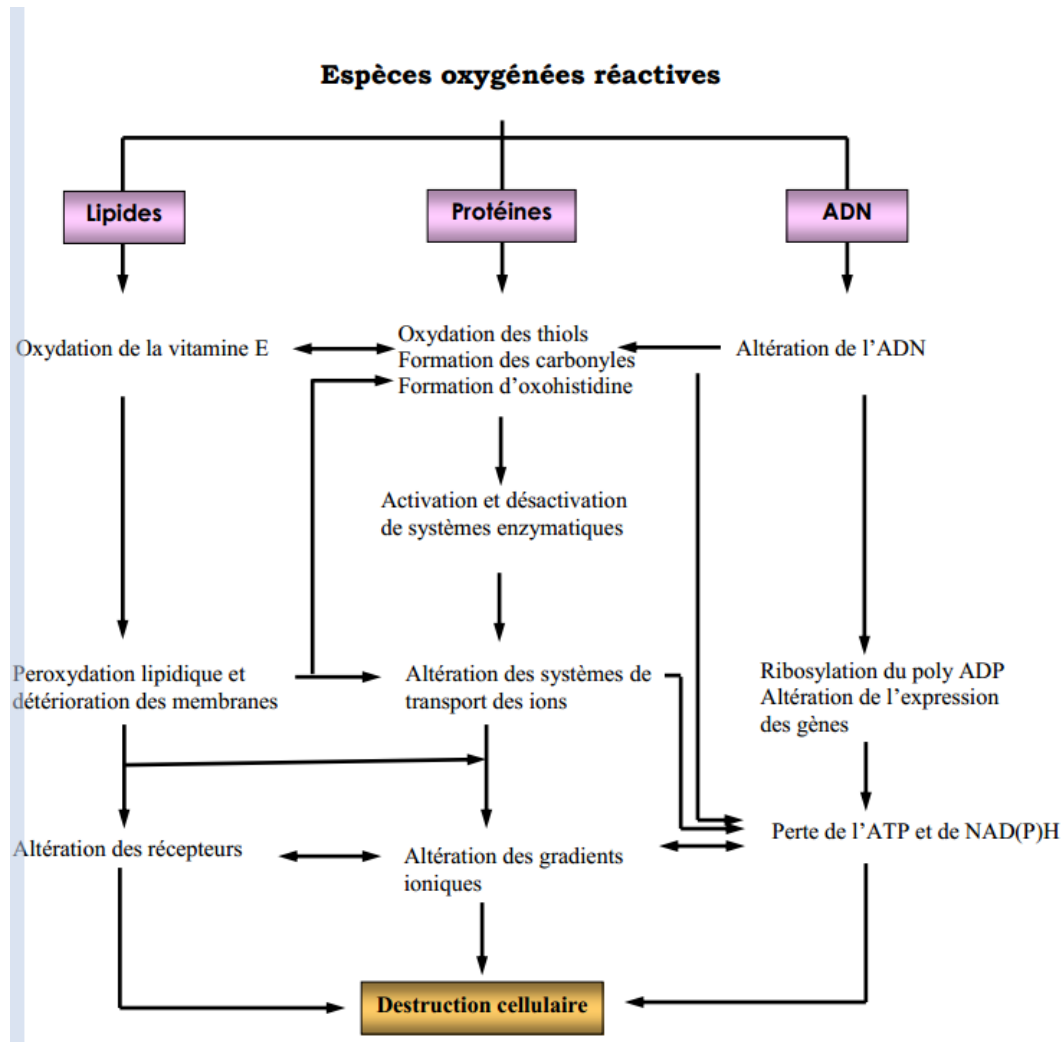 Espèces oxygénées réactives
Lipides
Protéines
ADN
Oxydation de la vitamine E
Oxydation des thiols
Formation des carbonyles
Formation d'oxohistidine
Altération de l'ADN
Activation et désactivation
de systèmes enzymatiques
Peroxydation lipidique et
détérioration des membranes
Altération des systèmes de
transport des ions
Ribosylation du poly ADP
Altération de l'expression
des gènes
Altération des récepteurs
Altération des gradients
ioniques
Perte de l'ATP et de NAD(P)H
Destruction cellulaire